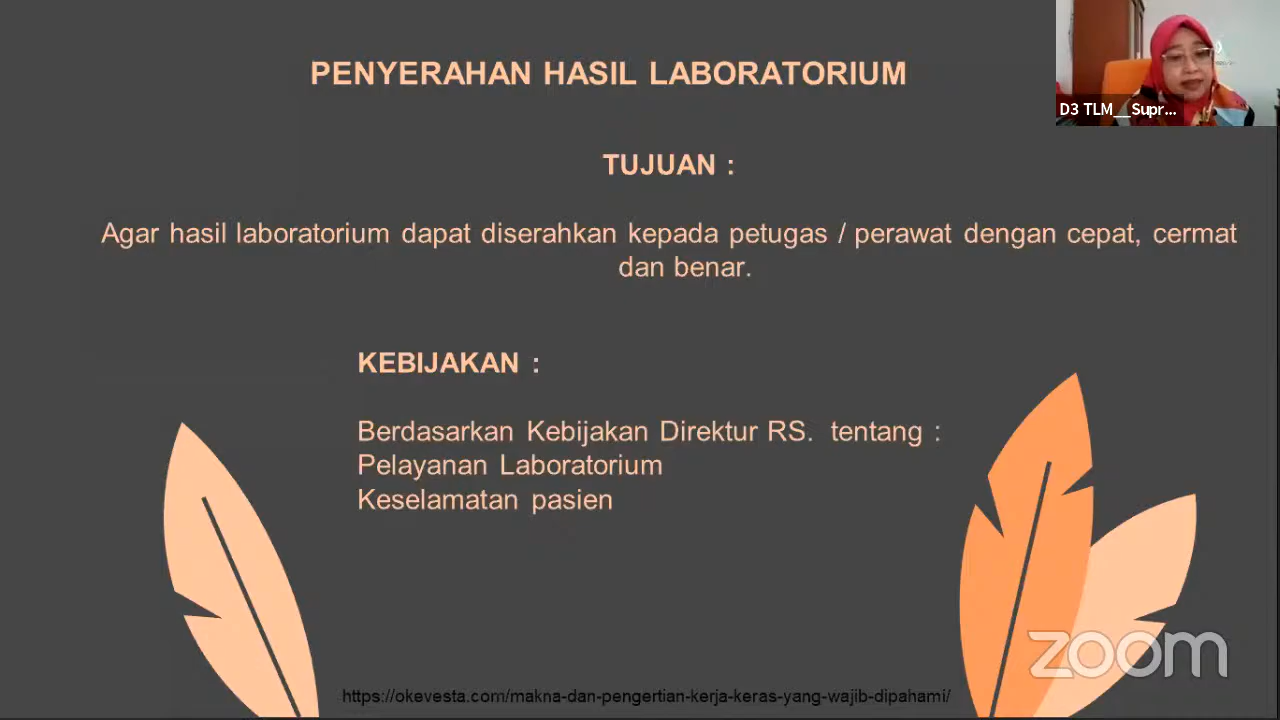 PENYERAHAN HASIL LABORATORIUM
D3 TLM__Supr...
TUJUAN :
Agar hasil laboratorium dapat diserahkan kepada petugas / perawat dengan cepat, cermat
dan benar.
KEBIJAKAN :
Berdasarkan Kebijakan Direktur RS. tentang :
Pelayanan Laboratorium
Keselamatan pasien
zoom
https://okevesta.com/makna-dan-pengertian-kerja-keras-yang-wajib-dipahami/